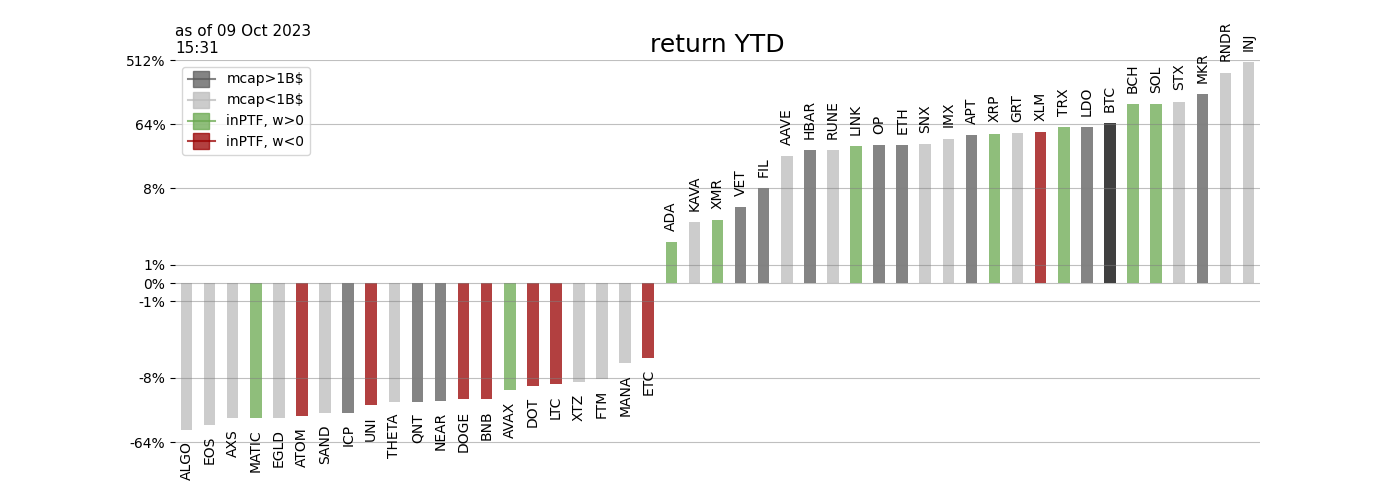 as of 09 Oct 2023
15:31
return YTD
512%
64%
8%
1%
0%
-1%
-8%
-64%
mcap>1B$
mcap<1B$
inPTF, w>0
inPTF, w<0
ALGO
EOS
AXS
MATIC
EGLD
ATOM
SAND
ICP
UNI
THETA
QNT
NEAR
DOGE
BNB
AVAX
DOT
LTC
XTZ
FTM
MANA
ETC
ADA
KAVA
XMR
VET
FIL
AAVE
HBAR
RUNE
LINK
OP
ETH
SNX
IMX
APT
XRP
GRT
XLM
TRX
LDO
BTC
BCH
SOL
STX
MKR
RNDR
INJ